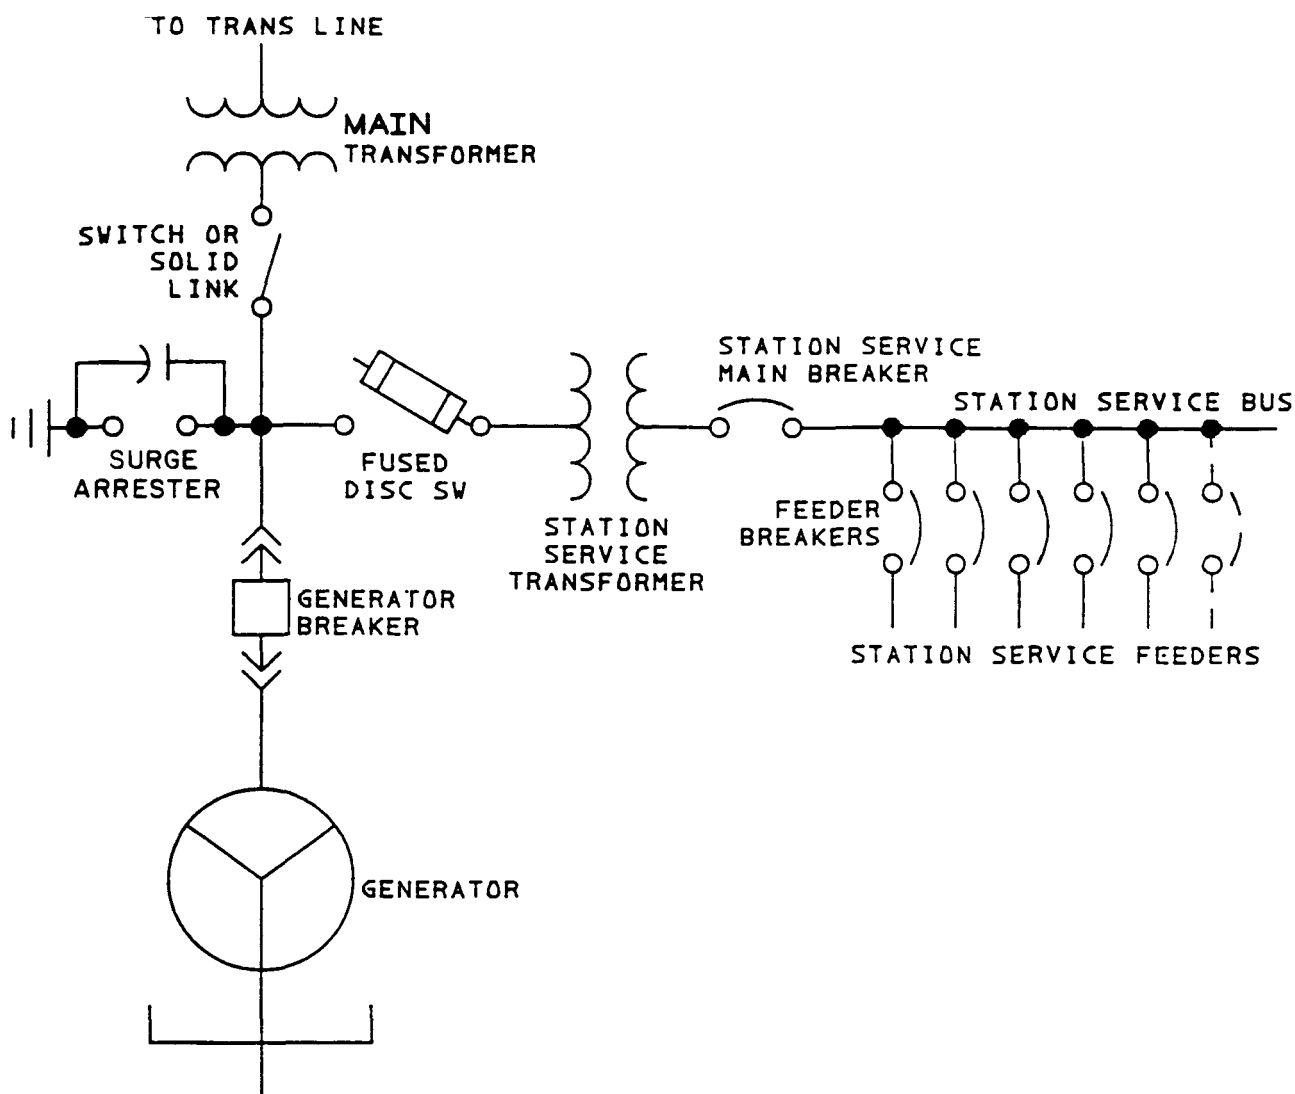 TO TRANS LINE
MAIN
TRANSFORMER
SWITCH OR
SOLID
LINK
STATION SERVICE
MAIN BREAKER
STATION SERVICE BUS
SURGE
ARRESTER
FUSED
DISC SW
FEEDER
BREAKERS
STATION
SERVICE
TRANSFORMER
GENERATOR
BREAKER
STATION SERVICE FEEDERS
GENERATOR